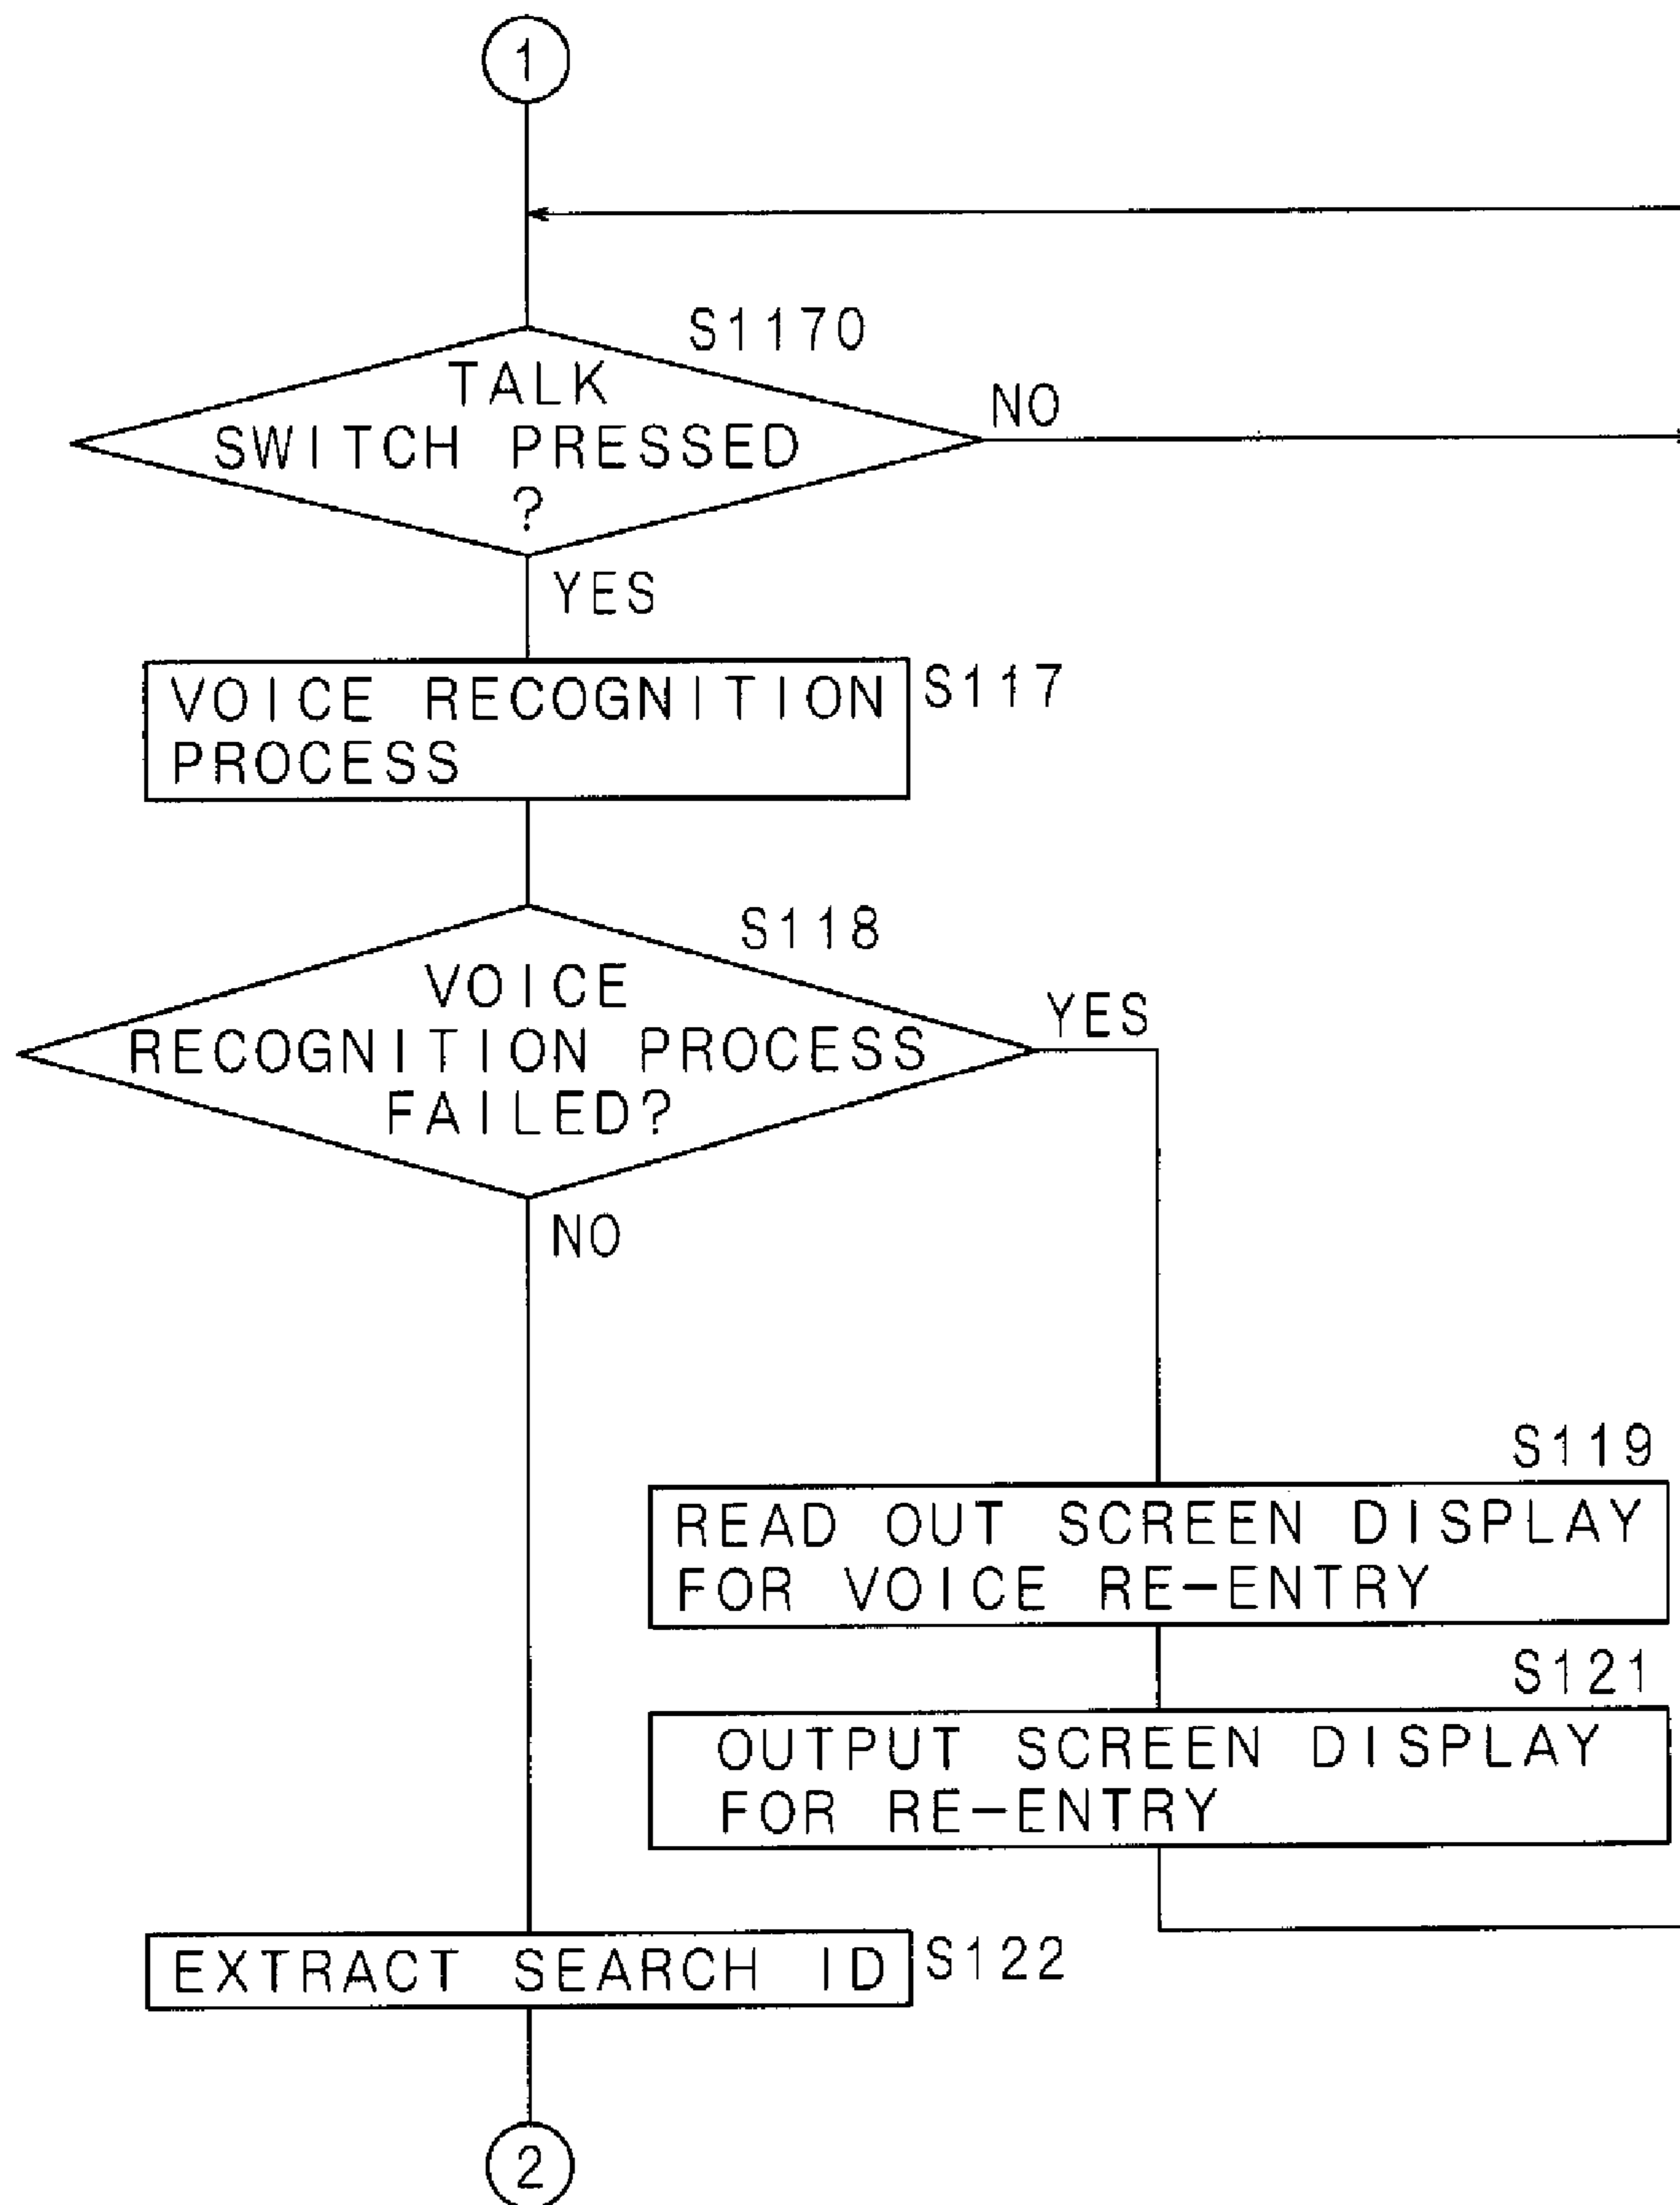 1
S1170
TALK
SWITCH PRESSED
?
NO
YES
VOICE RECOGNITION
PROCESS
S117
S118
VOICE
RECOGNITION PROCESS
FAILED?
YES
NO
S119
READ OUT SCREEN DISPLAY
FOR VOICE RE-ENTRY
S121
OUTPUT SCREEN DISPLAY
FOR RE-ENTRY
EXTRACT SEARCH ID
S122
2